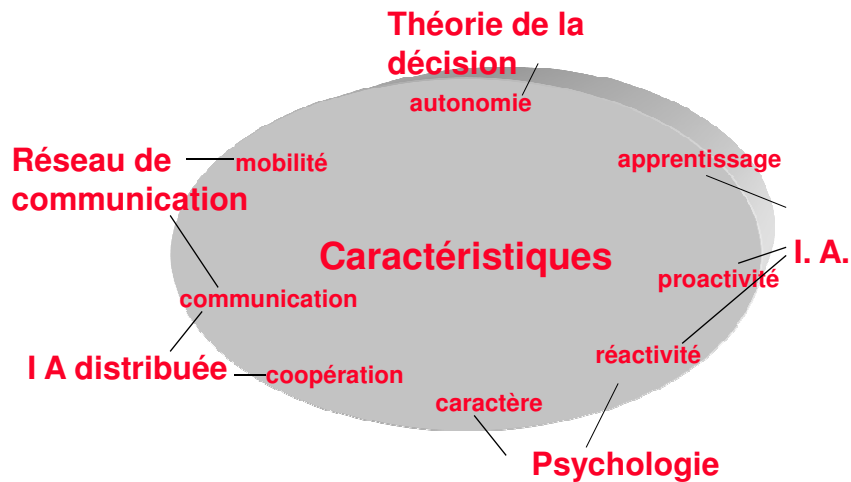 Théorie de la
décision
autonomie
Réseau de
communication
mobilité
apprentissage
Caractéristiques
I. A.
proactivité
communication
réactivité
I A distribuée
coopération
caractère
Psychologie